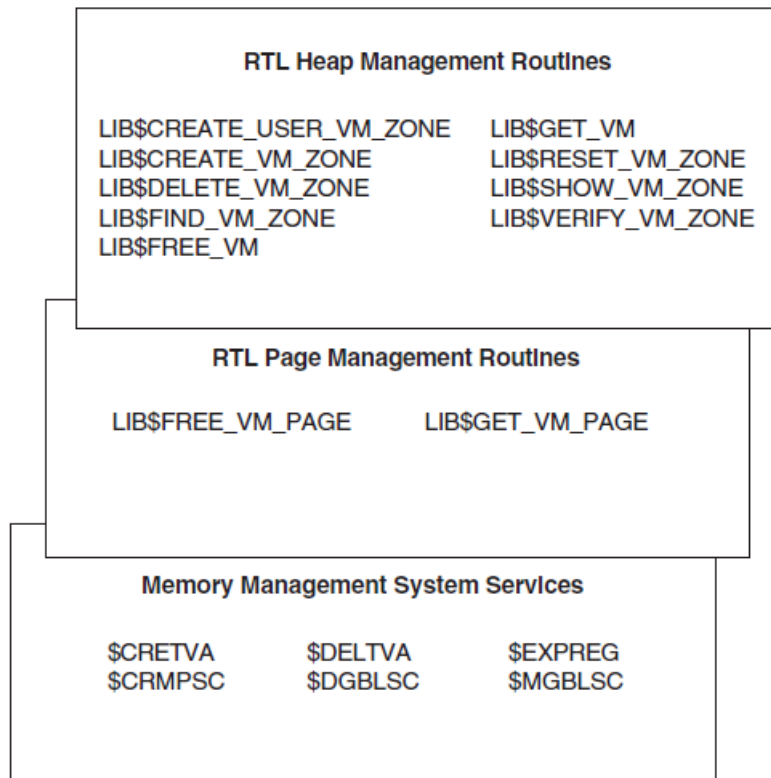 RTL Heap Management Routines
LIB$CREATE_USER_VM_ZONE LIB$GET_VM
LIB$CREATE_VM_ZONE LIB$RESET_VM_ZONE
LIB$DELETE_VM_ZONE LIB$SHOW_VM_ZONE
LIB$FIND_VM_ZONE LIB$VERIFY_VM_ZONE
LIB$FREE_VM
RTL Page Management Routines
LIB$FREE_VM_PAGE LIB$GET_VM_PAGE
Memory Management System Services
$CRETVA $DELTVA $EXPREG
$CRMPSC $DGBLSC $MGBLSC